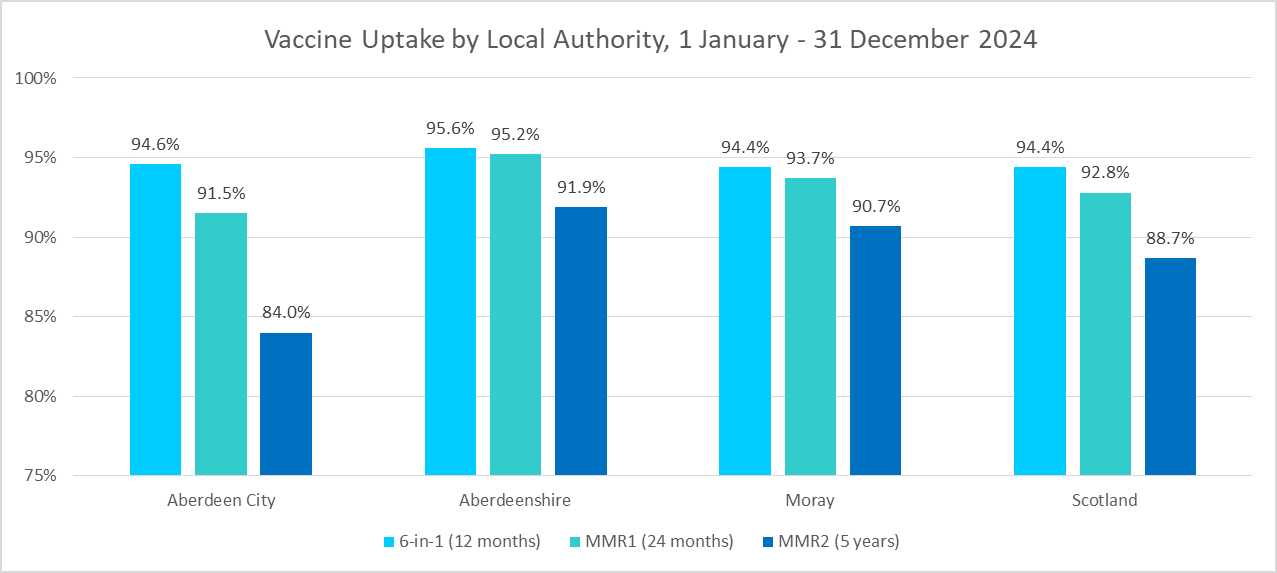 Vaccine Uptake by Local Authority, 1 January - 31 December 2024
100%
95%
90%
85%
80%
75%
94.6%
91.5%
84.0%
95.6%
95.2%
91.9%
94.4%
93.7%
90.7%
94.4%
92.8%
88.7%
Aberdeen City
Aberdeenshire
Moray
Scotland
6-in-1 (12 months)
MMR1 (24 months)
MMR2 (5 years)